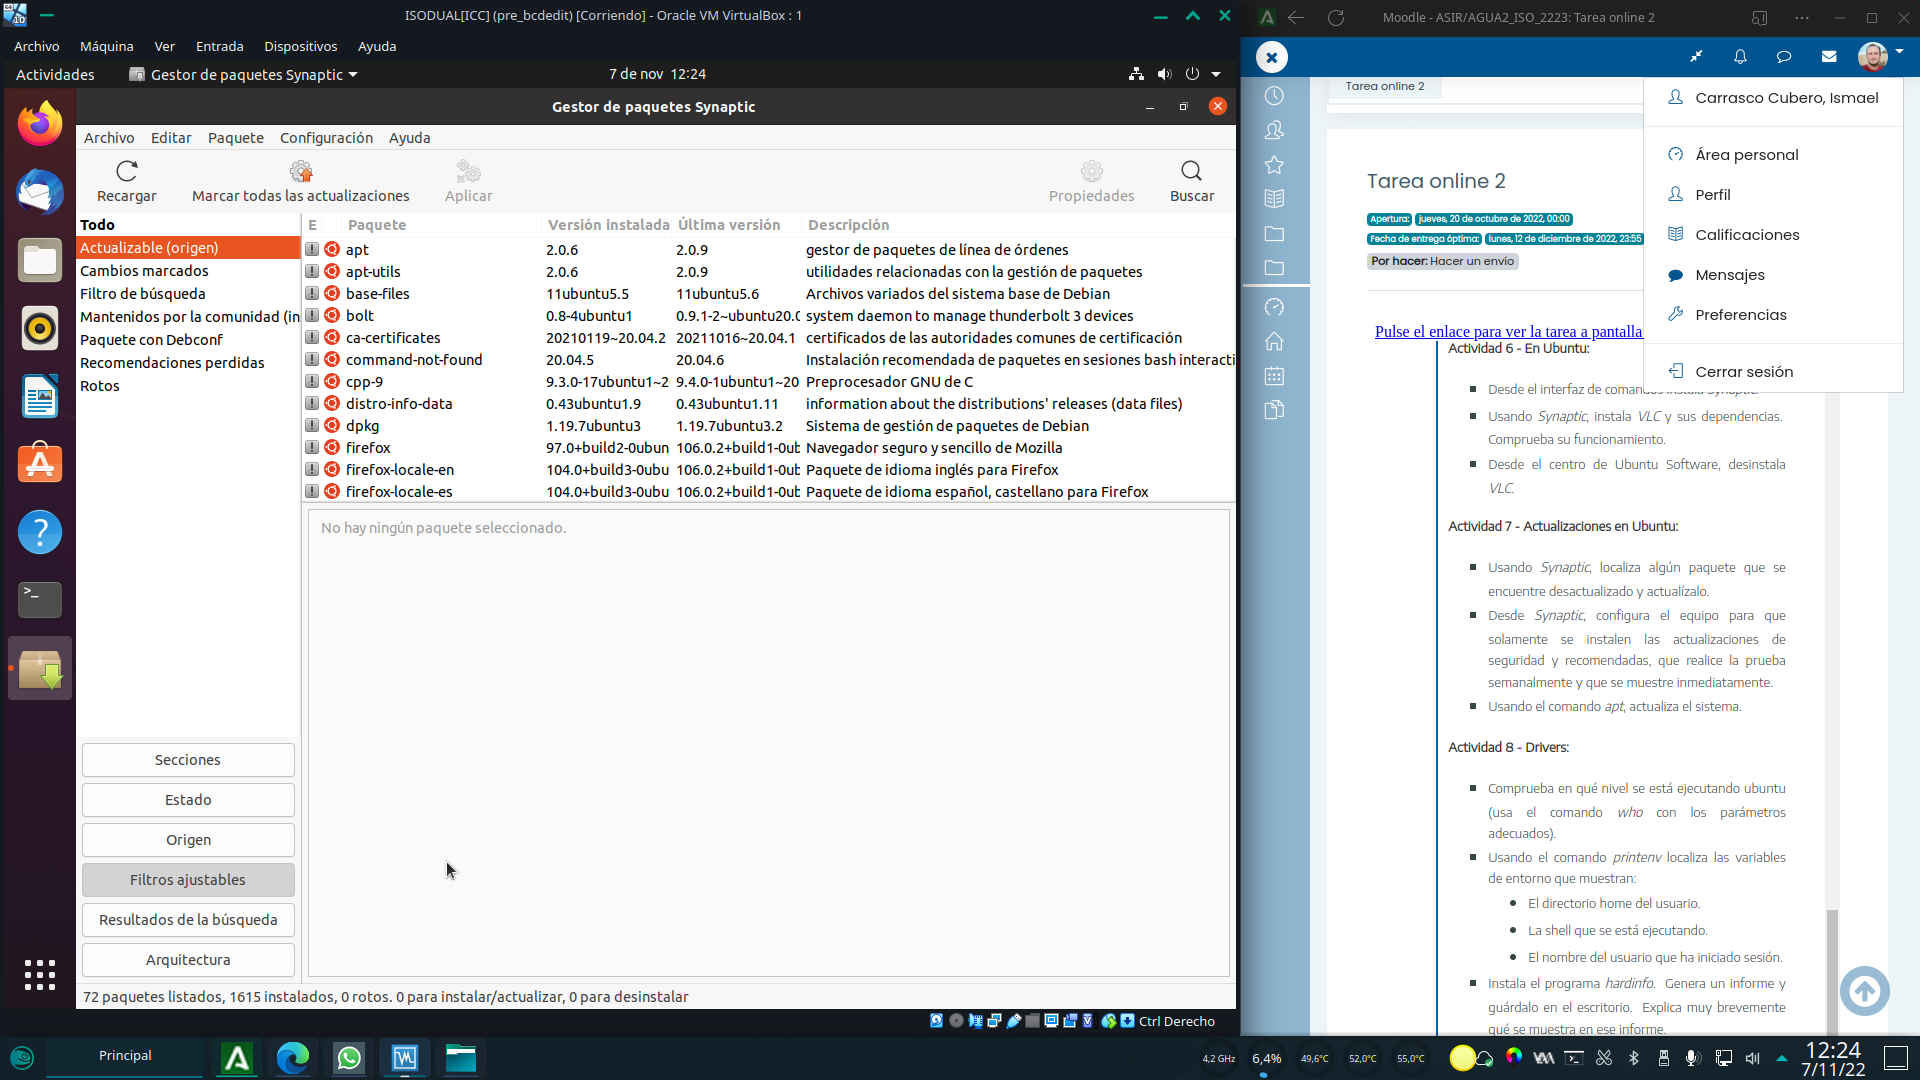 ISODUAL[ICC] (pre_bcdedit) [Corriendo] - Oracle VM VirtualBox : 1
Archivo Máquina Ver Entrada Dispositivos Ayuda
Actividades Gestor de paquetes Synaptic 7 de nov 12:24
Gestor de paquetes Synaptic
Archivo Editar Paquete Configuración Ayuda
Recargar Marcar todas las actualizaciones Aplicar Propiedades Buscar
Todo
Actualizable (origen)
Cambios marcados
Filtro de búsqueda
Mantenidos por la comunidad (in
Paquete con Debconf
Recomendaciones perdidas
Rotos
E Paquete Versión instalada Última versión Descripción
apt 2.0.6 2.0.9 gestor de paquetes de línea de órdenes
apt-utils 2.0.6 2.0.9 utilidades relacionadas con la gestión de paquetes
base-files 11ubuntu5.5 11ubuntu5.6 Archivos variados del sistema base de Debian
bolt 0.8-4ubuntu1 0.9.1-2~ubuntu20.0 system daemon to manage thunderbolt 3 devices
ca-certificates 20210119~20.04.2 20211016~20.04.1 certificados de las autoridades comunes de certificación
command-not-found 20.04.5 20.04.6 Instalación recomendada de paquetes en sesiones bash interacti
cpp-9 9.3.0-17ubuntu1~2 9.4.0-1ubuntu1~20 Preprocesador GNU de C
distro-info-data 0.43ubuntu1.9 0.43ubuntu1.11 information about the distributions' releases (data files)
dpkg 1.19.7ubuntu3 1.19.7ubuntu3.2 Sistema de gestión de paquetes de Debian
firefox 97.0+build2-0ubun 106.0.2+build1-0ub Navegador seguro y sencillo de Mozilla
firefox-locale-en 104.0+build3-0ubu 106.0.2+build1-0ub Paquete de idioma inglés para Firefox
firefox-locale-es 104.0+build3-0ubu 106.0.2+build1-0ub Paquete de idioma español, castellano para Firefox
No hay ningún paquete seleccionado.
Secciones
Estado
Origen
Filtros ajustables
Resultados de la búsqueda
Arquitectura
72 paquetes listados, 1615 instalados, 0 rotos. 0 para instalar/actualizar, 0 para desinstalar
Ctrl Derecho
Moodle - ASIR/AGUA2_ISO_2223: Tarea online 2
Tarea online 2
Carrasco Cubero, Ismael
Área personal
Perfil
Calificaciones
Mensajes
Preferencias
Cerrar sesión
Tarea online 2
Apertura: jueves, 20 de octubre de 2022, 00:00
Fecha de entrega óptima: lunes, 12 de diciembre de 2022, 23:55
Por hacer: Hacer un envío
Pulse el enlace para ver la tarea a pantalla
Actividad 6 - En Ubuntu:
Desde el interfaz de comandos instala Synaptic.
Usando Synaptic, instala VLC y sus dependencias.
Comprueba su funcionamiento.
Desde el centro de Ubuntu Software, desinstala
VLC.
Actividad 7 - Actualizaciones en Ubuntu:
Usando Synaptic, localiza algún paquete que se
encuentre desactualizado y actualízalo.
Desde Synaptic, configura el equipo para que
solamente se instalen las actualizaciones de
seguridad y recomendadas, que realice la prueba
semanalmente y que se muestre inmediatamente.
Usando el comando apt, actualiza el sistema.
Actividad 8 - Drivers:
Comprueba en qué nivel se está ejecutando ubuntu
(usa el comando who con los parámetros
adecuados).
Usando el comando printenv localiza las variables
de entorno que muestran:
El directorio home del usuario.
La shell que se está ejecutando.
El nombre del usuario que ha iniciado sesión.
Instala el programa hardinfo. Genera un informe y
guárdalo en el escritorio. Explica muy brevemente
qué se muestra en ese informe.
Principal
4,2 GHz 6,4% 49,6°C 52,0°C 55,0°C
12:24
7/11/22